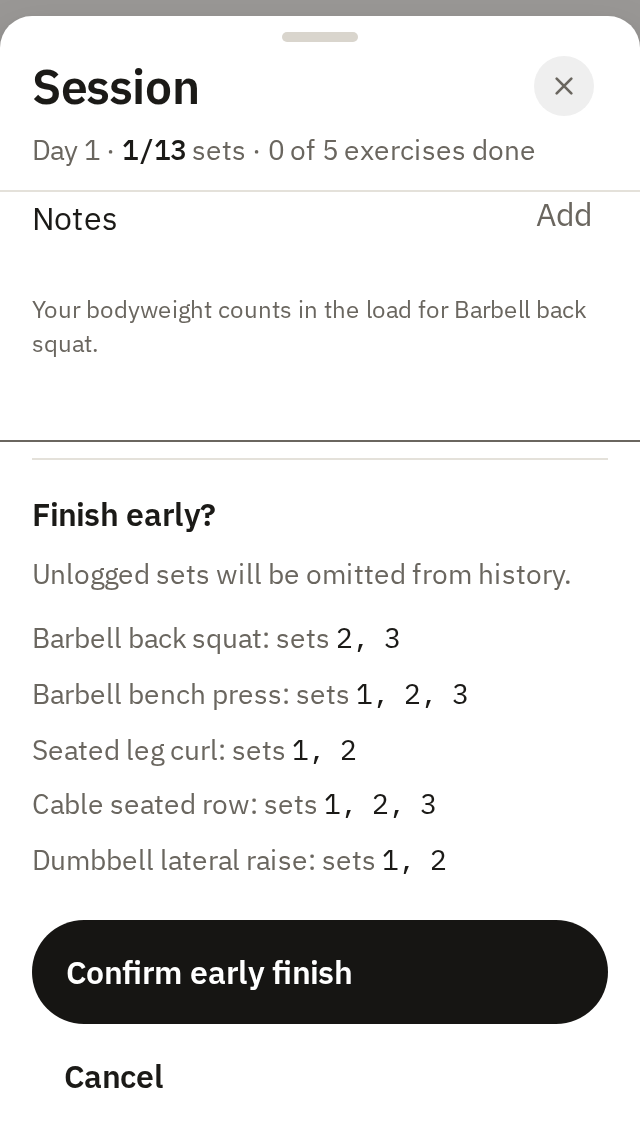 Session
Day 1 · 1/13 sets · 0 of 5 exercises done
Notes
Add
Your bodyweight counts in the load for Barbell back
squat.
Finish early?
Unlogged sets will be omitted from history.
Barbell back squat: sets 2, 3
Barbell bench press: sets 1, 2, 3
Seated leg curl: sets 1, 2
Cable seated row: sets 1, 2, 3
Dumbbell lateral raise: sets 1, 2
Confirm early finish
Cancel